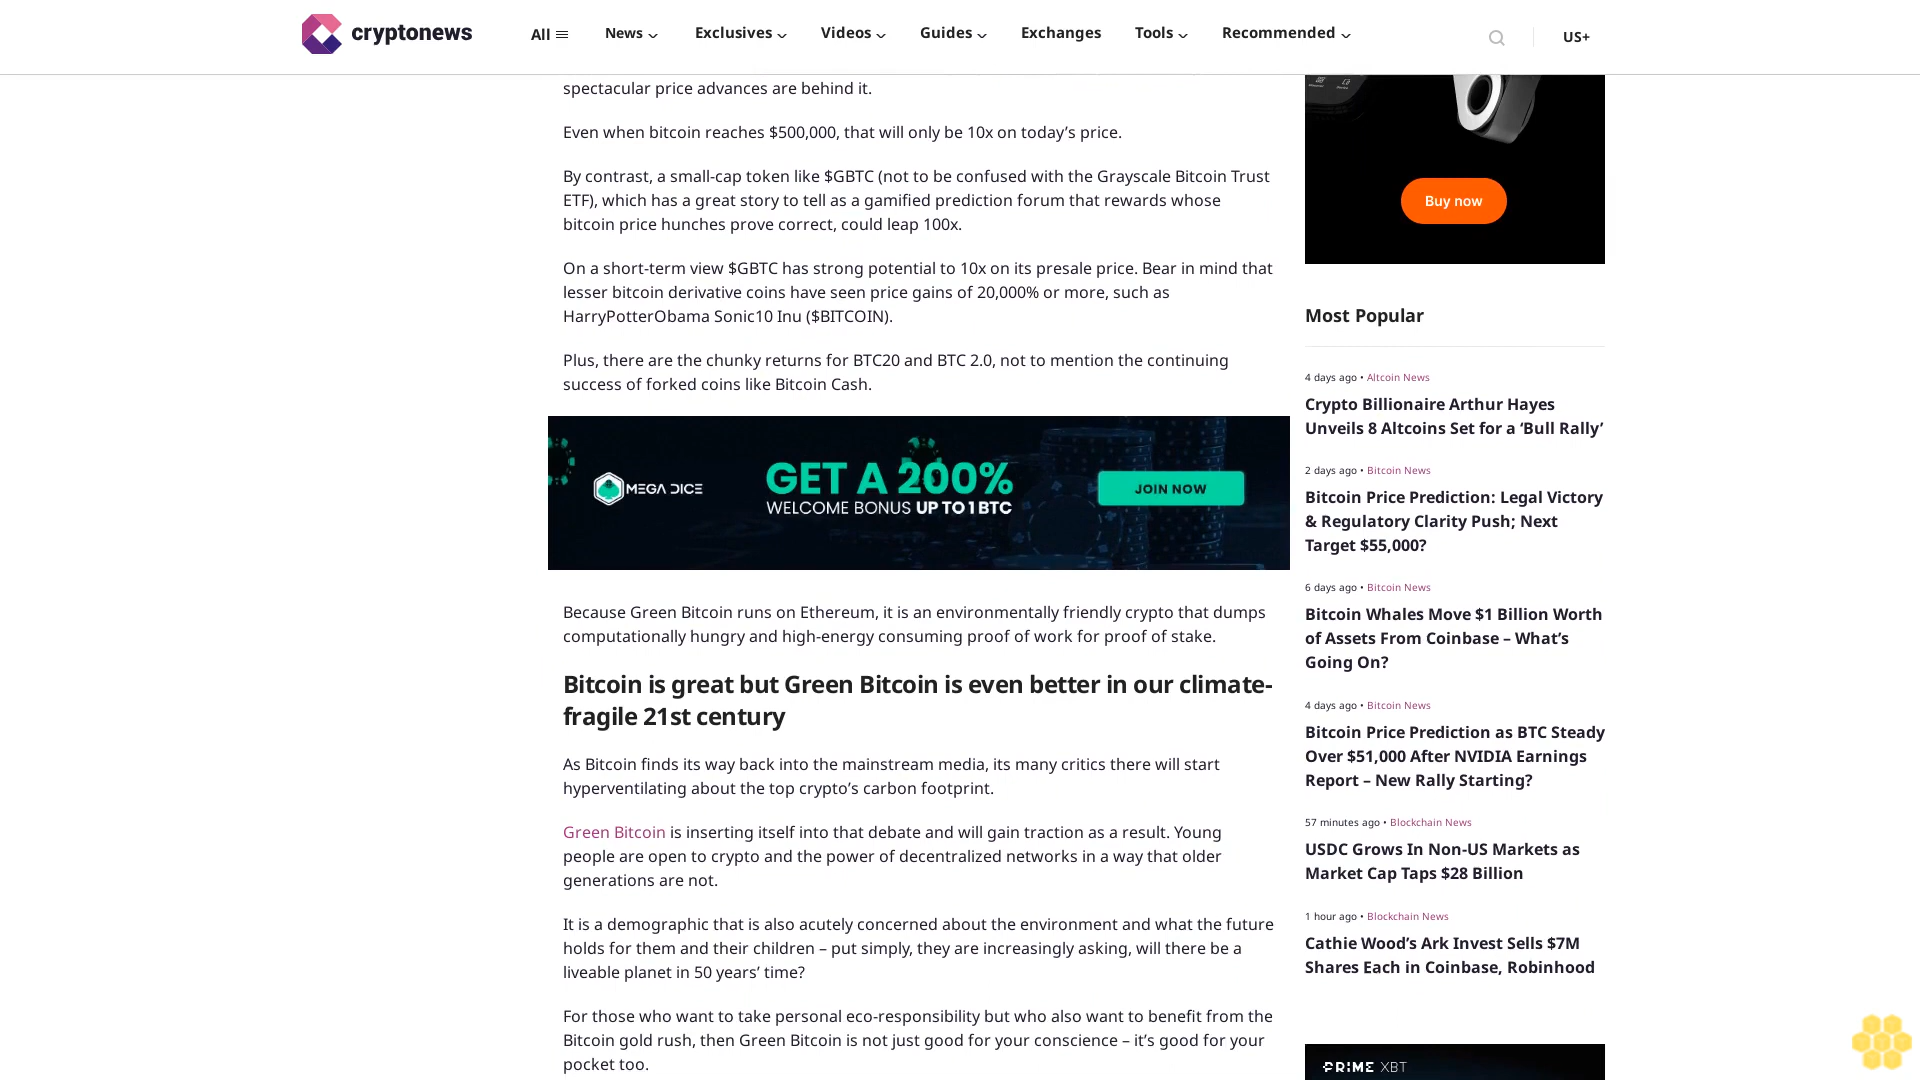 cryptonews
All
News
Exclusives
Videos
Guides
Exchanges
Tools
Recommended
US+
spectacular price advances are behind it.
Even when bitcoin reaches $500,000, that will only be 10x on today’s price.
By contrast, a small-cap token like $GBTC (not to be confused with the Grayscale Bitcoin Trust
ETF), which has a great story to tell as a gamified prediction forum that rewards whose
bitcoin price hunches prove correct, could leap 100x.
On a short-term view $GBTC has strong potential to 10x on its presale price. Bear in mind that
lesser bitcoin derivative coins have seen price gains of 20,000% or more, such as
HarryPotterObama Sonic10 Inu ($BITCOIN).
Plus, there are the chunky returns for BTC20 and BTC 2.0, not to mention the continuing
success of forked coins like Bitcoin Cash.
MEGA DICE
GET A 200%
WELCOME BONUS UP TO 1 BTC
JOIN NOW
Because Green Bitcoin runs on Ethereum, it is an environmentally friendly crypto that dumps
computationally hungry and high-energy consuming proof of work for proof of stake.
Bitcoin is great but Green Bitcoin is even better in our climate-
fragile 21st century
As Bitcoin finds its way back into the mainstream media, its many critics there will start
hyperventilating about the top crypto’s carbon footprint.
Green Bitcoin is inserting itself into that debate and will gain traction as a result. Young
people are open to crypto and the power of decentralized networks in a way that older
generations are not.
It is a demographic that is also acutely concerned about the environment and what the future
holds for them and their children – put simply, they are increasingly asking, will there be a
liveable planet in 50 years’ time?
For those who want to take personal eco-responsibility but who also want to benefit from the
Bitcoin gold rush, then Green Bitcoin is not just good for your conscience – it’s good for your
pocket too.
Buy now
Most Popular
4 days ago • Altcoin News
Crypto Billionaire Arthur Hayes
Unveils 8 Altcoins Set for a ‘Bull Rally’
2 days ago • Bitcoin News
Bitcoin Price Prediction: Legal Victory
& Regulatory Clarity Push; Next
Target $55,000?
6 days ago • Bitcoin News
Bitcoin Whales Move $1 Billion Worth
of Assets From Coinbase – What’s
Going On?
4 days ago • Bitcoin News
Bitcoin Price Prediction as BTC Steady
Over $51,000 After NVIDIA Earnings
Report – New Rally Starting?
57 minutes ago • Blockchain News
USDC Grows In Non-US Markets as
Market Cap Taps $28 Billion
1 hour ago • Blockchain News
Cathie Wood’s Ark Invest Sells $7M
Shares Each in Coinbase, Robinhood
PRIME XBT